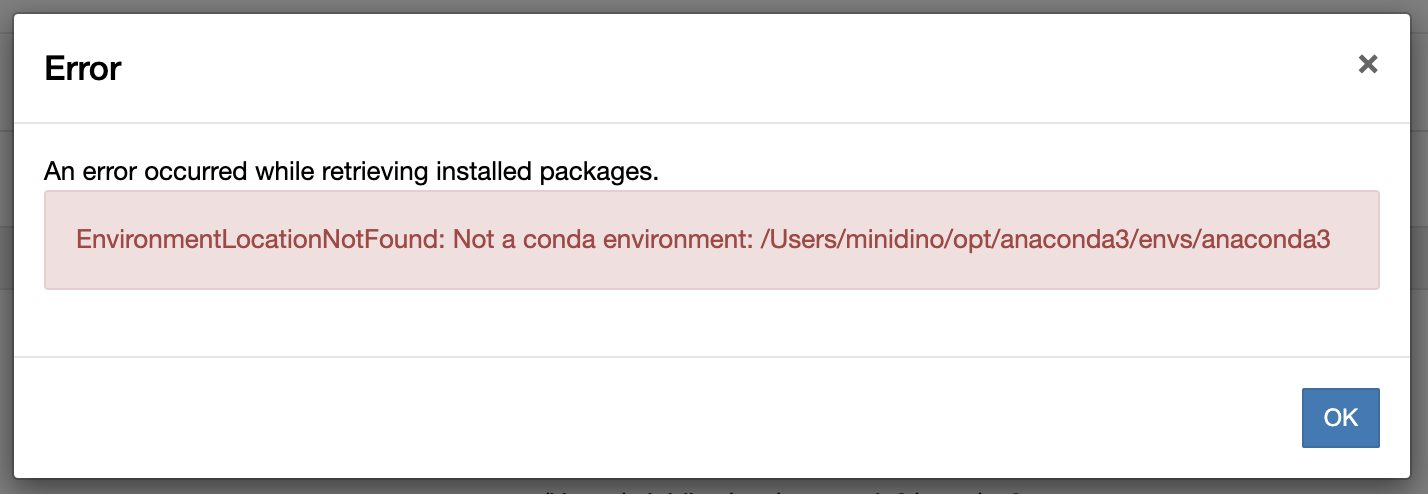 Error
×
An error occurred while retrieving installed packages.
EnvironmentLocationNotFound: Not a conda environment: /Users/minidino/opt/anaconda3/envs/anaconda3
OK